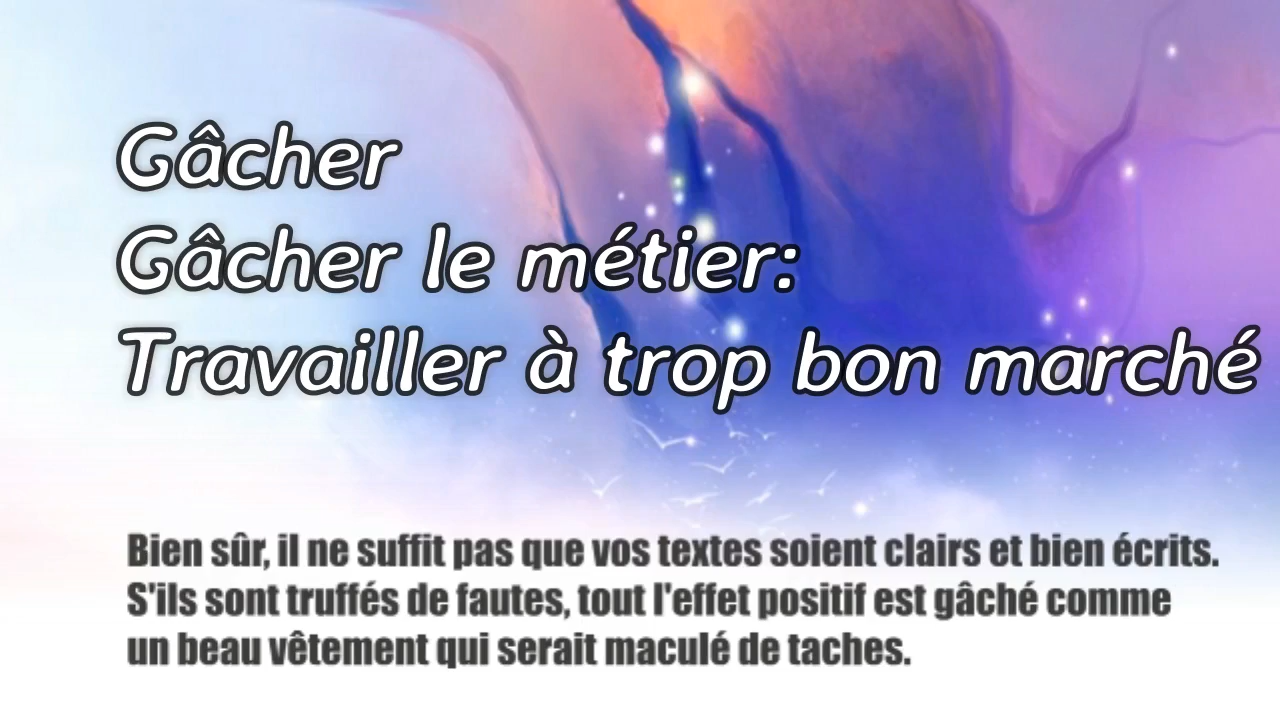 Gâcher
Gâcher le métier:
Travailler à trop bon marché
Bien sûr, il ne suffit pas que vos textes soient clairs et bien écrits.
S'ils sont truffés de fautes, tout l'effet positif est gâché comme
un beau vêtement qui serait maculé de taches.